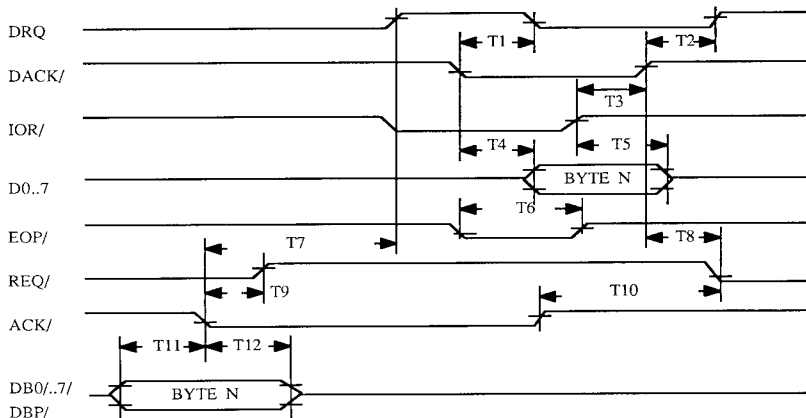 DRQ
T1
T2
DACK/
T3
IOR/
T4
T5
D0..7
BYTE N
T6
EOP/
T7
T8
REQ/
T9
T10
ACK/
T11
T12
DB0/..7/
BYTE N
DBP/